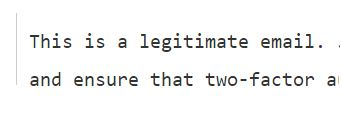 This is a legitimate email.
and ensure that two-factor